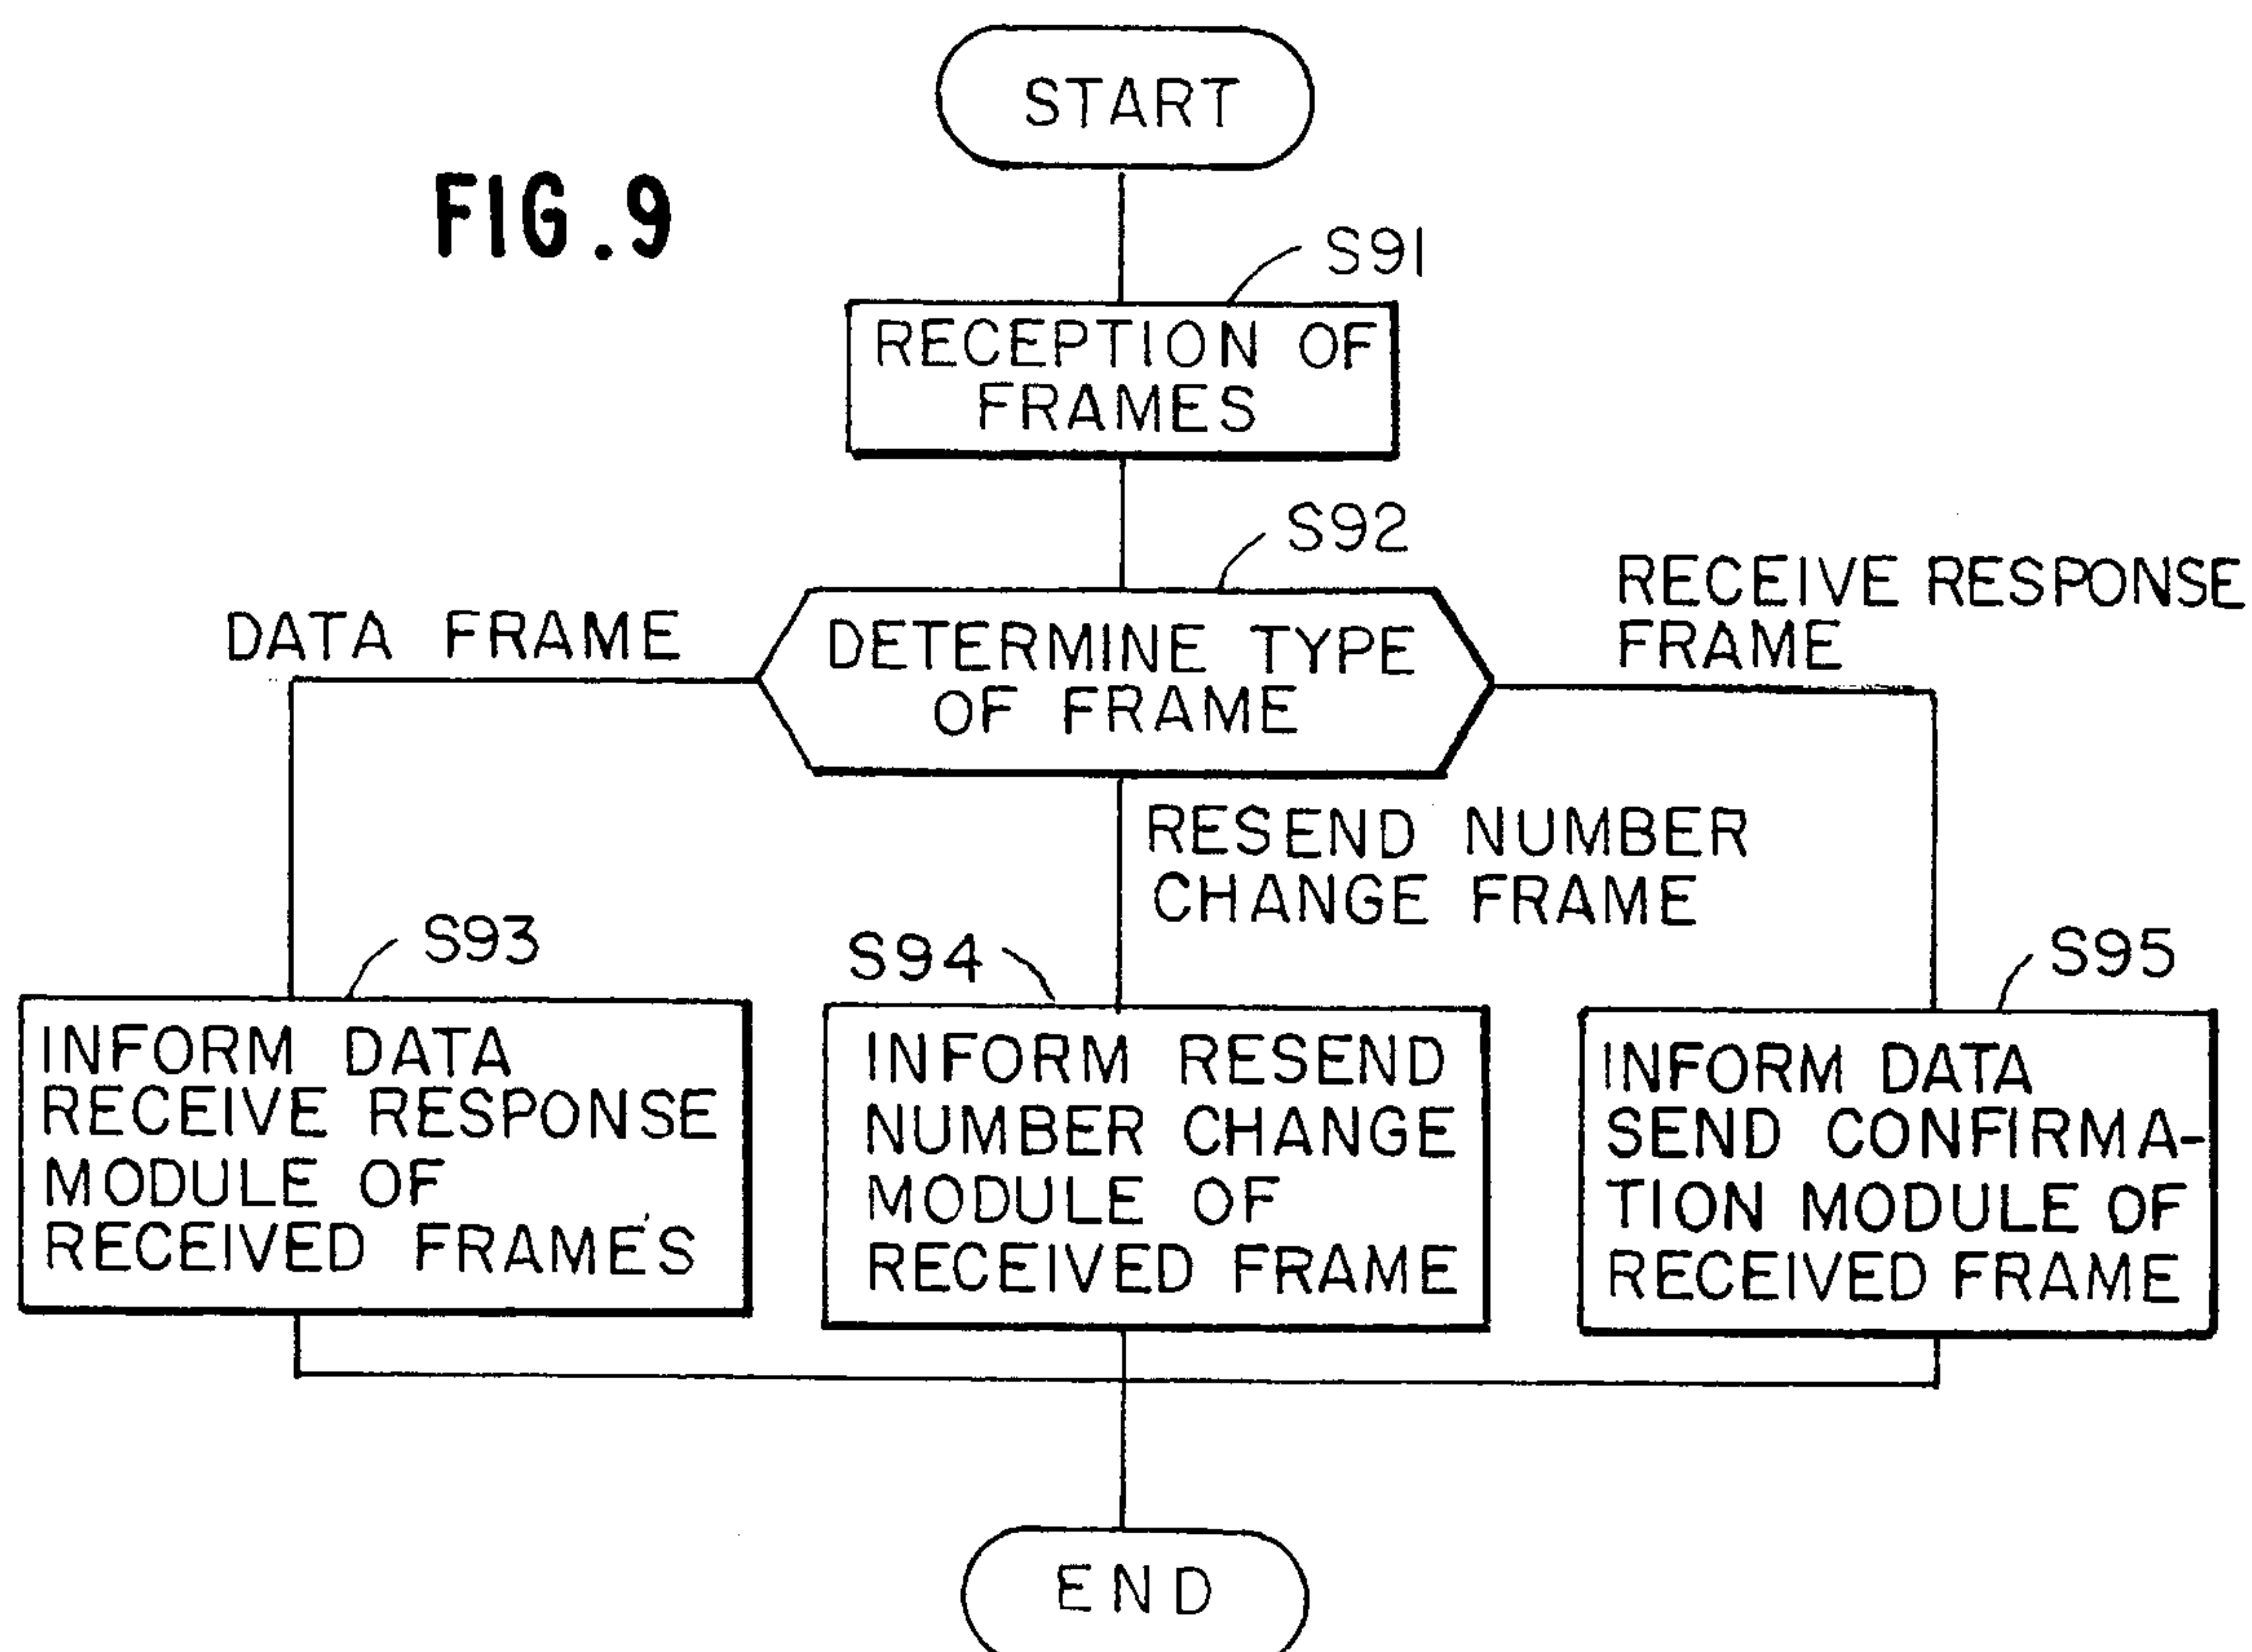 START
FIG.9
S91
RECEPTION OF
FRAMES
S92
DATA FRAME
DETERMINE TYPE
OF FRAME
RECEIVE RESPONSE
FRAME
RESEND NUMBER
CHANGE FRAME
S93
INFORM DATA
RECEIVE RESPONSE
MODULE OF
RECEIVED FRAMES
S94
INFORM RESEND
NUMBER CHANGE
MODULE OF
RECEIVED FRAME
S95
INFORM DATA
SEND CONFIRMA-
TION MODULE OF
RECEIVED FRAME
END